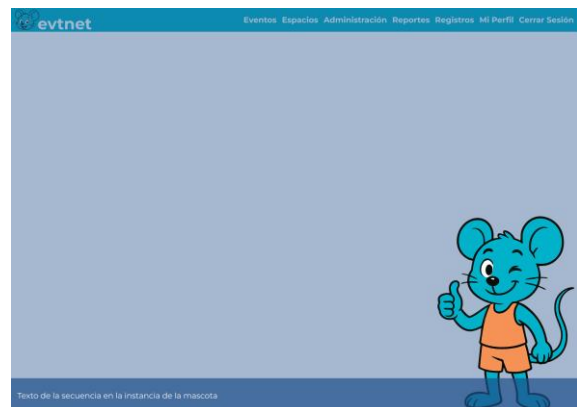 evtnet
Eventos Espacios Administración Reportes Registros Mi Perfil Cerrar Sesión
Texto de la secuencia en la instancia de la mascota